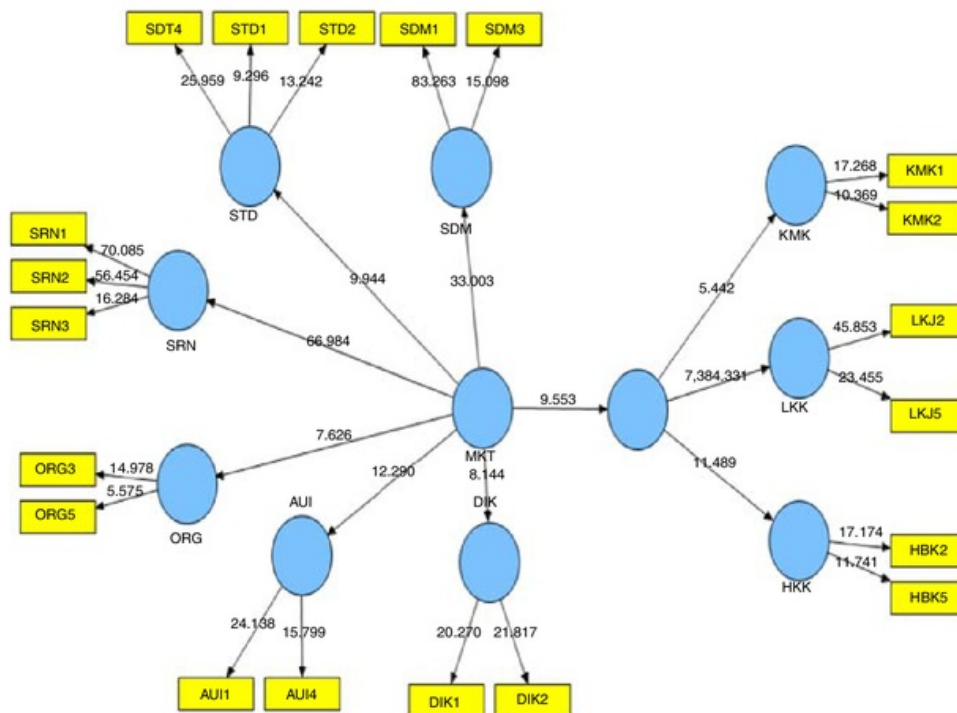 SDT4
STD1
STD2
SDM1
SDM3
25.959
9.296
13.242
83.263
15.098
STD
SDM
KMK
17.268
10.369
KMK1
KMK2
SRN1
SRN2
SRN3
70.085
56.454
16.284
SRN
9.944
33.003
5.442
66.984
45.853
23.455
LKJ2
LKJ5
7,384.331
LKK
9.553
MKT
7.626
12.290
8.144
11.489
ORG3
ORG5
14.978
5.575
ORG
AUI
DIK
17.174
11.741
HBK2
HBK5
HKK
24.138
15.799
20.270
21.817
AUI1
AUI4
DIK1
DIK2